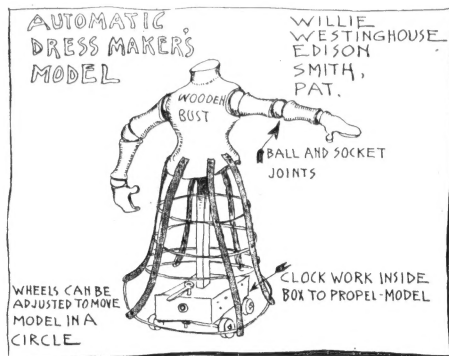 AUTOMATIC
DRESS MAKER'S
MODEL
WILLIE
WESTINGHOUSE
EDISON
SMITH,
PAT.
WOODEN
BUST
BALL AND SOCKET
JOINTS
CLOCK WORK INSIDE
BOX TO PROPEL-MODEL
WHEELS CAN BE
ADJUSTED TO MOVE
MODEL IN A
CIRCLE